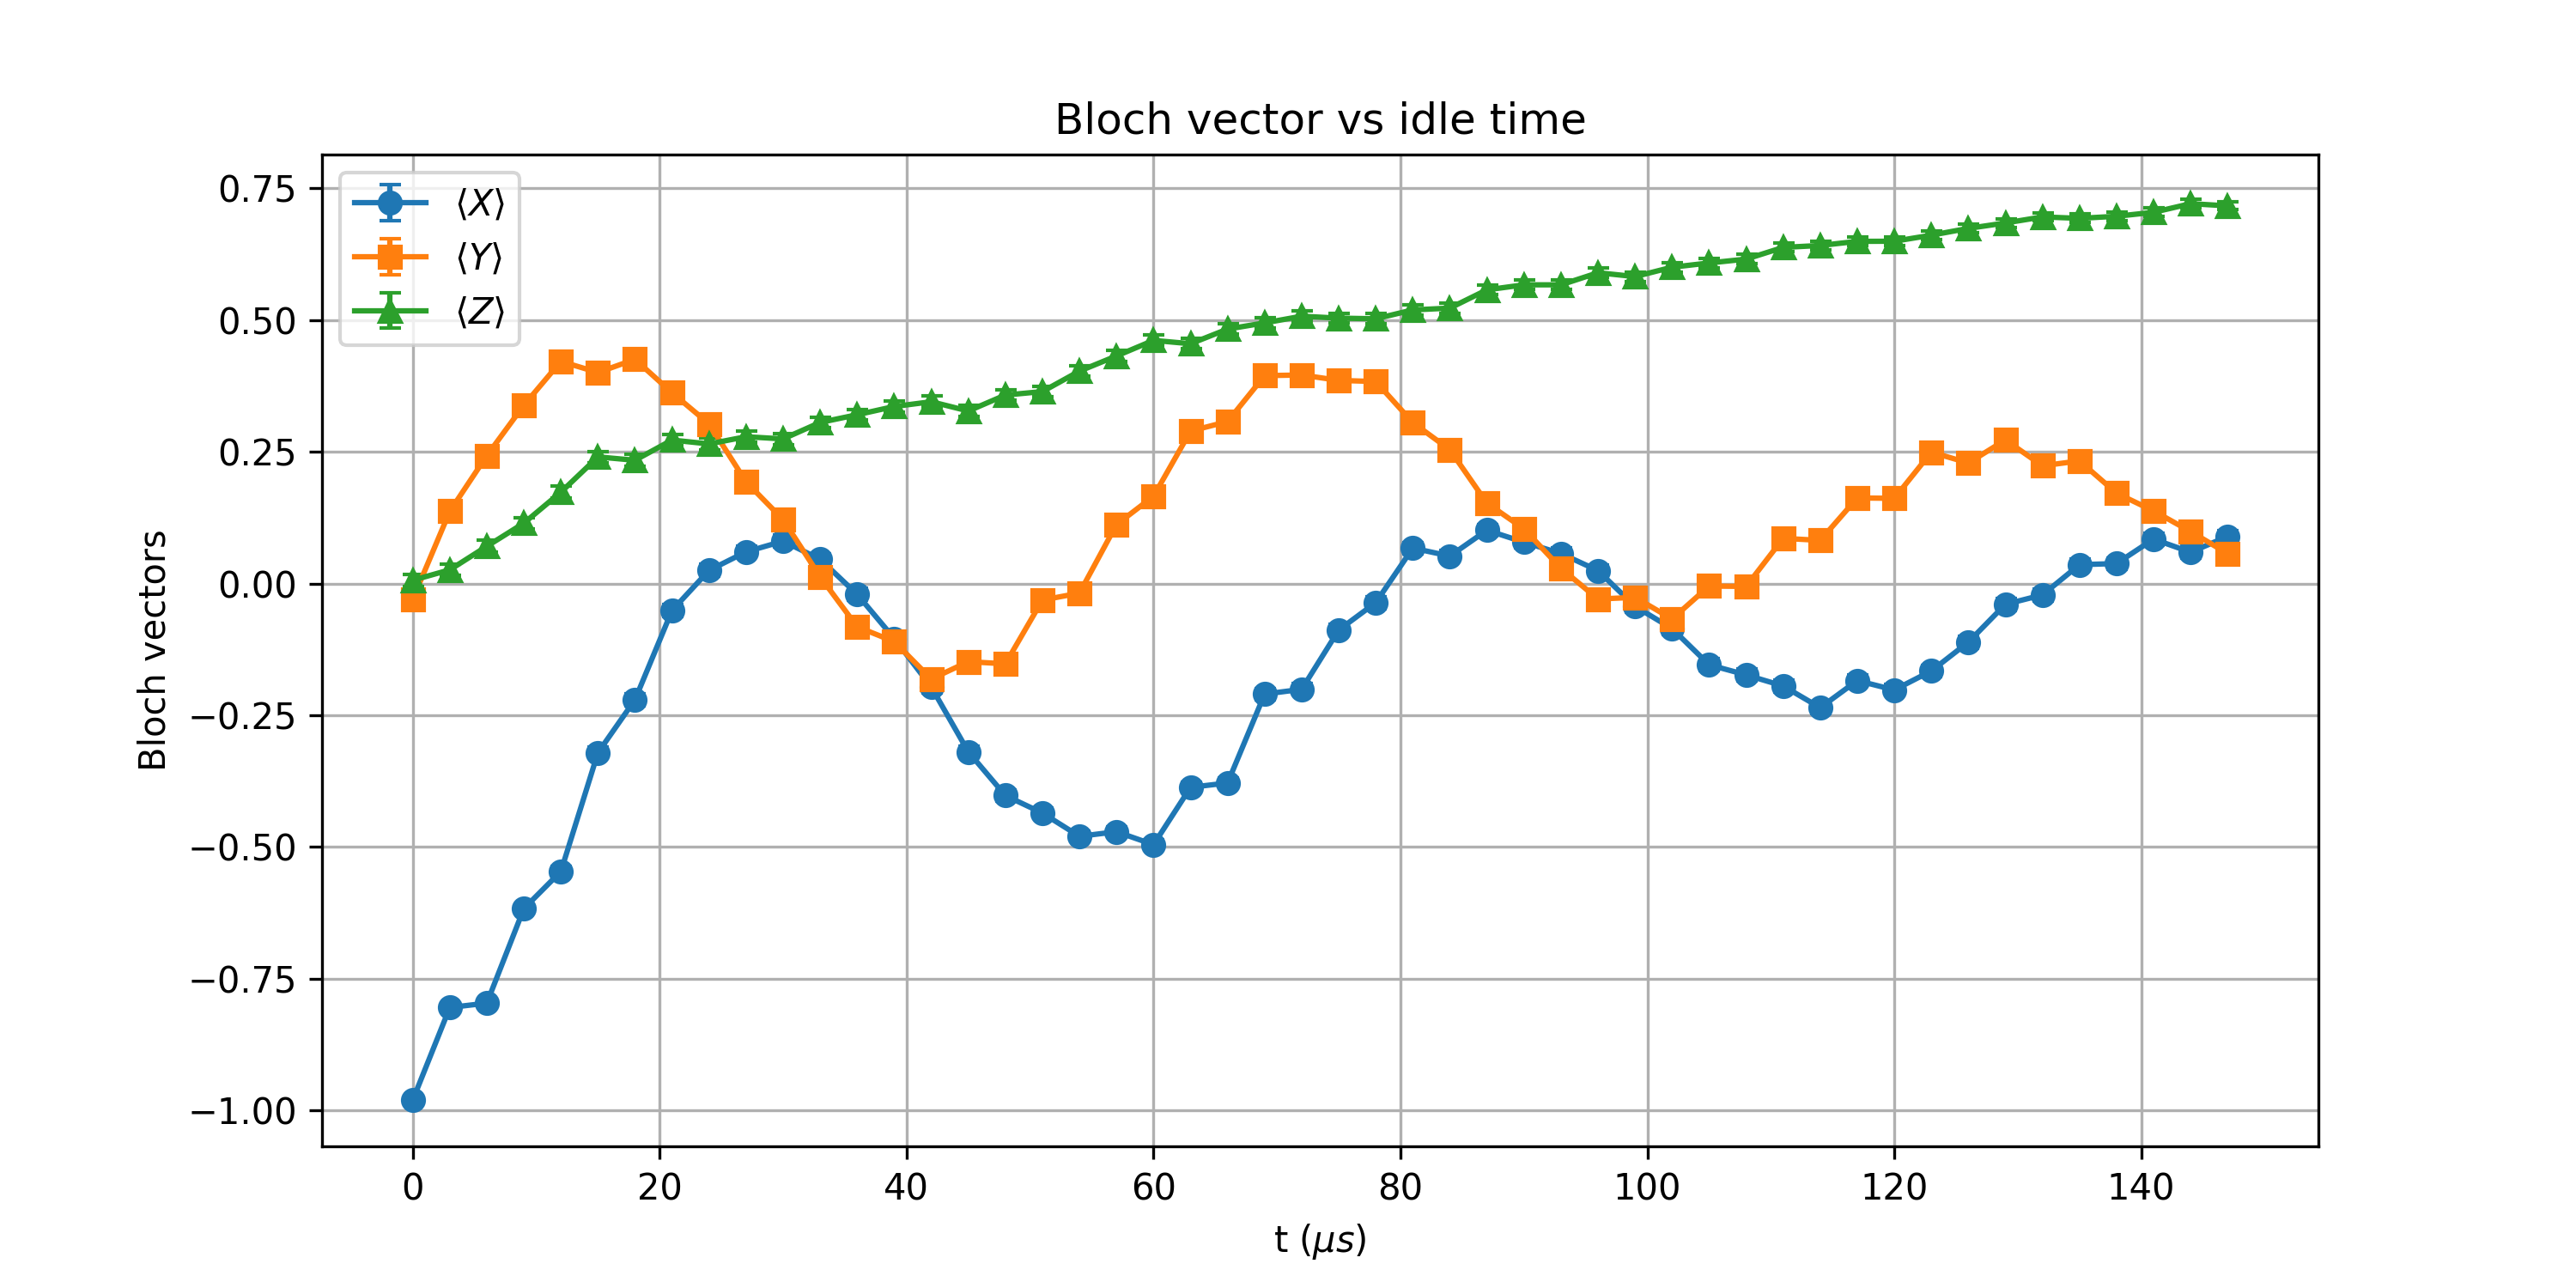 Bloch vector vs idle time
⟨X⟩
⟨Y⟩
⟨Z⟩
Bloch vectors
0.75
0.50
0.25
0.00
−0.25
−0.50
−0.75
−1.00
0 20 40 60 80 100 120 140
t (μs)